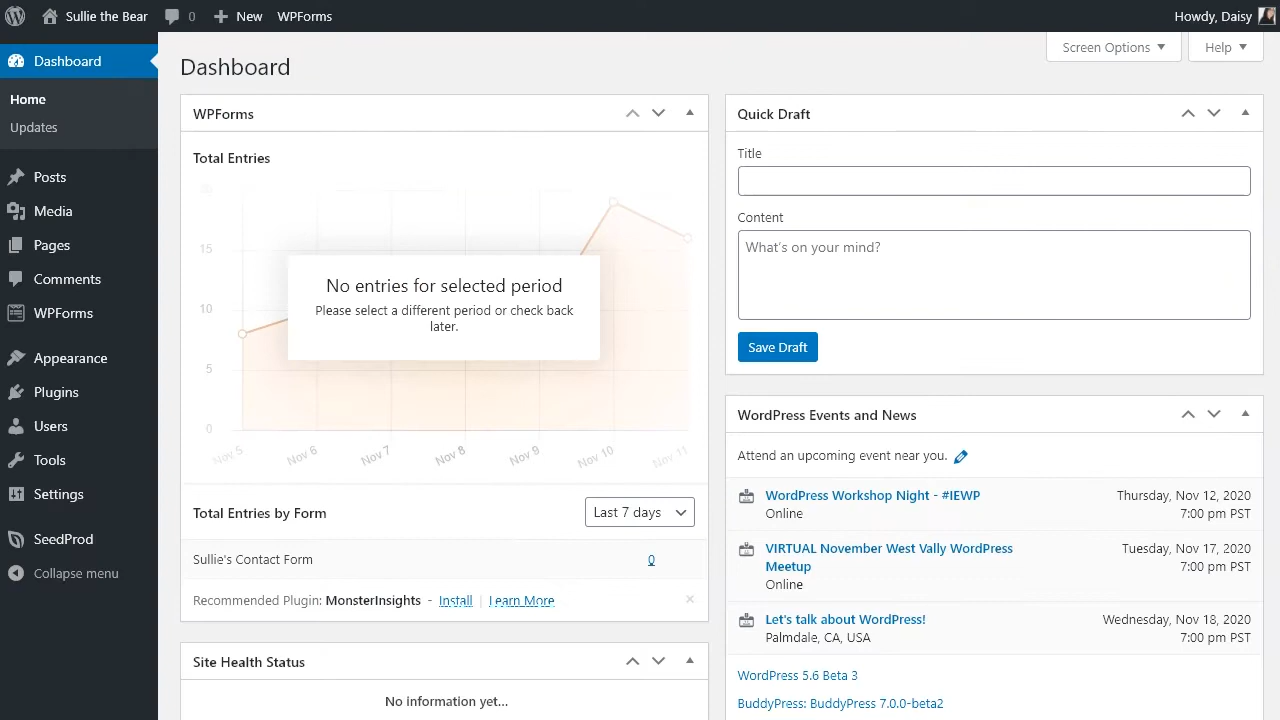 Sullie the Bear
0
New
WPForms
Howdy, Daisy
Dashboard
Home
Updates
Posts
Media
Pages
Comments
WPForms
Appearance
Plugins
Users
Tools
Settings
SeedProd
Collapse menu
Screen Options
Help
Dashboard
WPForms
Total Entries
20
15
10
5
0
Nov 5
Nov 6
Nov 7
Nov 8
Nov 9
Nov 10
Nov 11
No entries for selected period
Please select a different period or check back
later.
Total Entries by Form
Last 7 days
Sullie's Contact Form
0
Recommended Plugin: MonsterInsights - Install | Learn More
Site Health Status
No information yet...
Quick Draft
Title
Content
What's on your mind?
Save Draft
WordPress Events and News
Attend an upcoming event near you.
WordPress Workshop Night - #IEWP
Online
Thursday, Nov 12, 2020
7:00 pm PST
VIRTUAL November West Vally WordPress
Meetup
Online
Tuesday, Nov 17, 2020
7:00 pm PST
Let's talk about WordPress!
Palmdale, CA, USA
Wednesday, Nov 18, 2020
7:00 pm PST
WordPress 5.6 Beta 3
BuddyPress: BuddyPress 7.0.0-beta2